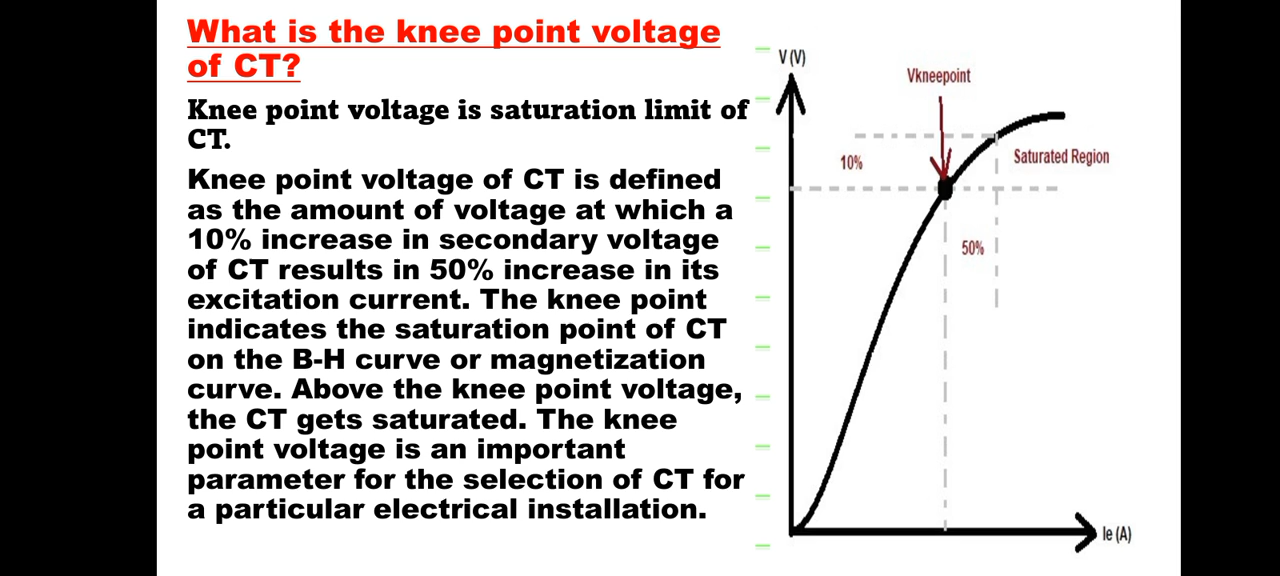 What is the knee point voltage
of CT?
Knee point voltage is saturation limit of
CT.
Knee point voltage of CT is defined
as the amount of voltage at which a
10% increase in secondary voltage
of CT results in 50% increase in its
excitation current. The knee point
indicates the saturation point of CT
on the B-H curve or magnetization
curve. Above the knee point voltage,
the CT gets saturated. The knee
point voltage is an important
parameter for the selection of CT for
a particular electrical installation.
V (V)
Vkneepoint
10%
Saturated Region
50%
Ie (A)